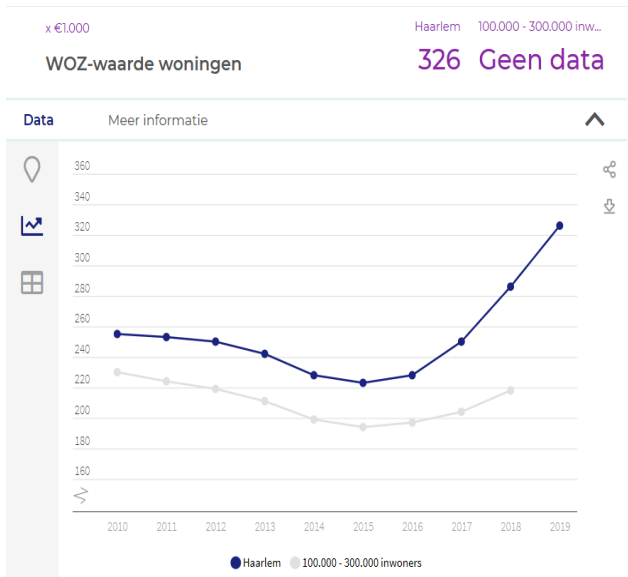 x €1.000
Haarlem 100.000 - 300.000 inw...
WOZ-waarde woningen
326 Geen data
Data Meer informatie
360
340
320
300
280
260
240
220
200
180
160
2010 2011 2012 2013 2014 2015 2016 2017 2018 2019
Haarlem 100.000 - 300.000 inwoners